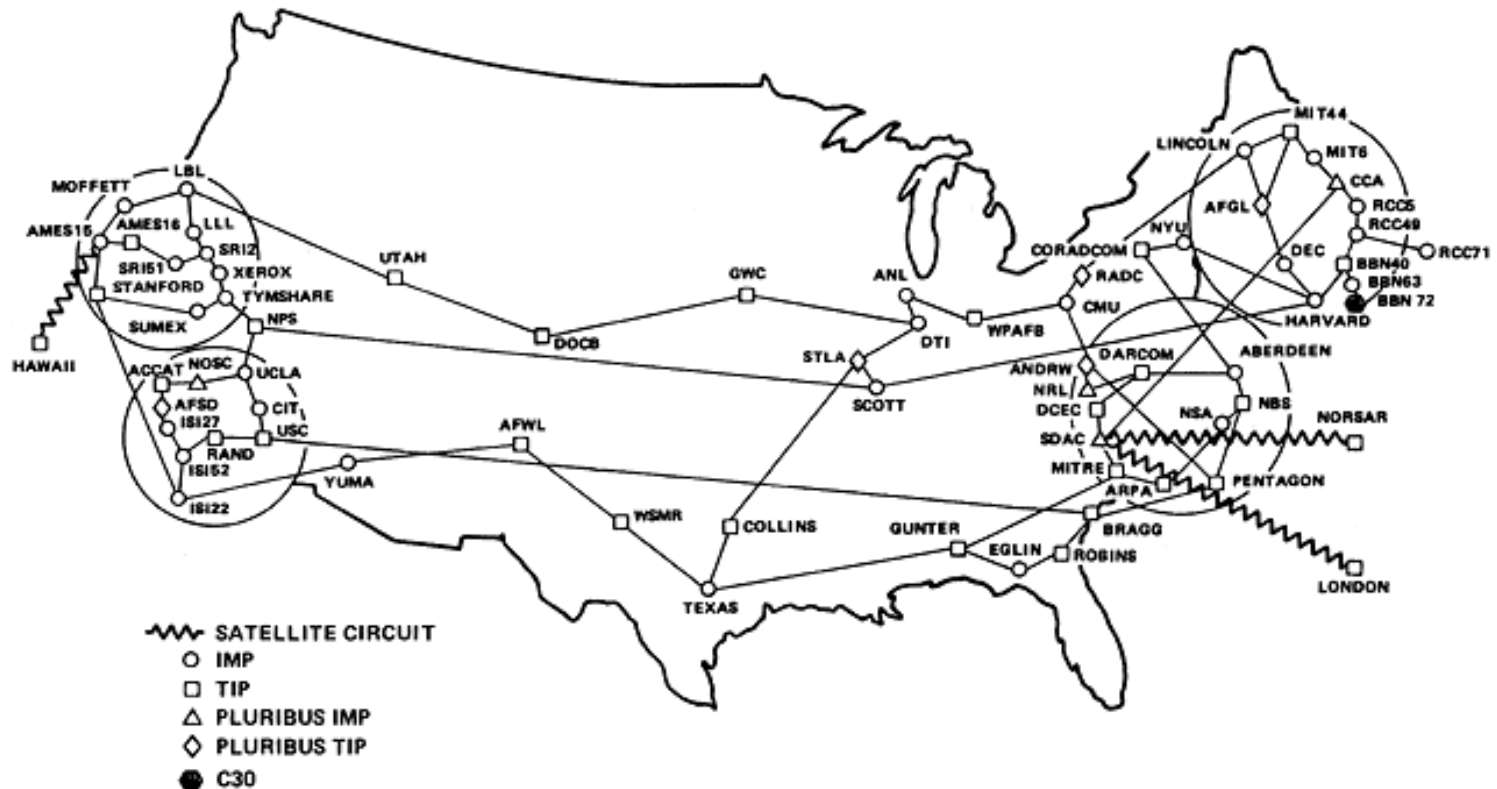 MIT44
LINCOLN
MIT6
CCA
LBL
MOFFETT
AFGL
RCC5
AMES15
AMES16
LLL
NYU
RCC49
SRI2
CORADCOM
DEC
RCC71
SRI51
XEROX
UTAH
GWC
ANL
RADC
BBN40
STANFORD
TYMSHARE
BBN63
BBN 72
SUMEX
NPS
CMU
HARVARD
HAWAII
DOCB
DTI
WPAFB
ACCAT
NOSC
UCLA
STLA
ANDRW
DARCOM
ABERDEEN
NRL
AFSD
CIT
SCOTT
DCEC
NSA
NBS
ISI27
USC
AFWL
SDAC
NORSAR
RAND
ISI52
MITRE
YUMA
ARPA
PENTAGON
ISI22
WSMR
COLLINS
GUNTER
BRAGG
EGLIN
ROBINS
LONDON
TEXAS
SATELLITE CIRCUIT
IMP
TIP
PLURIBUS IMP
PLURIBUS TIP
C30